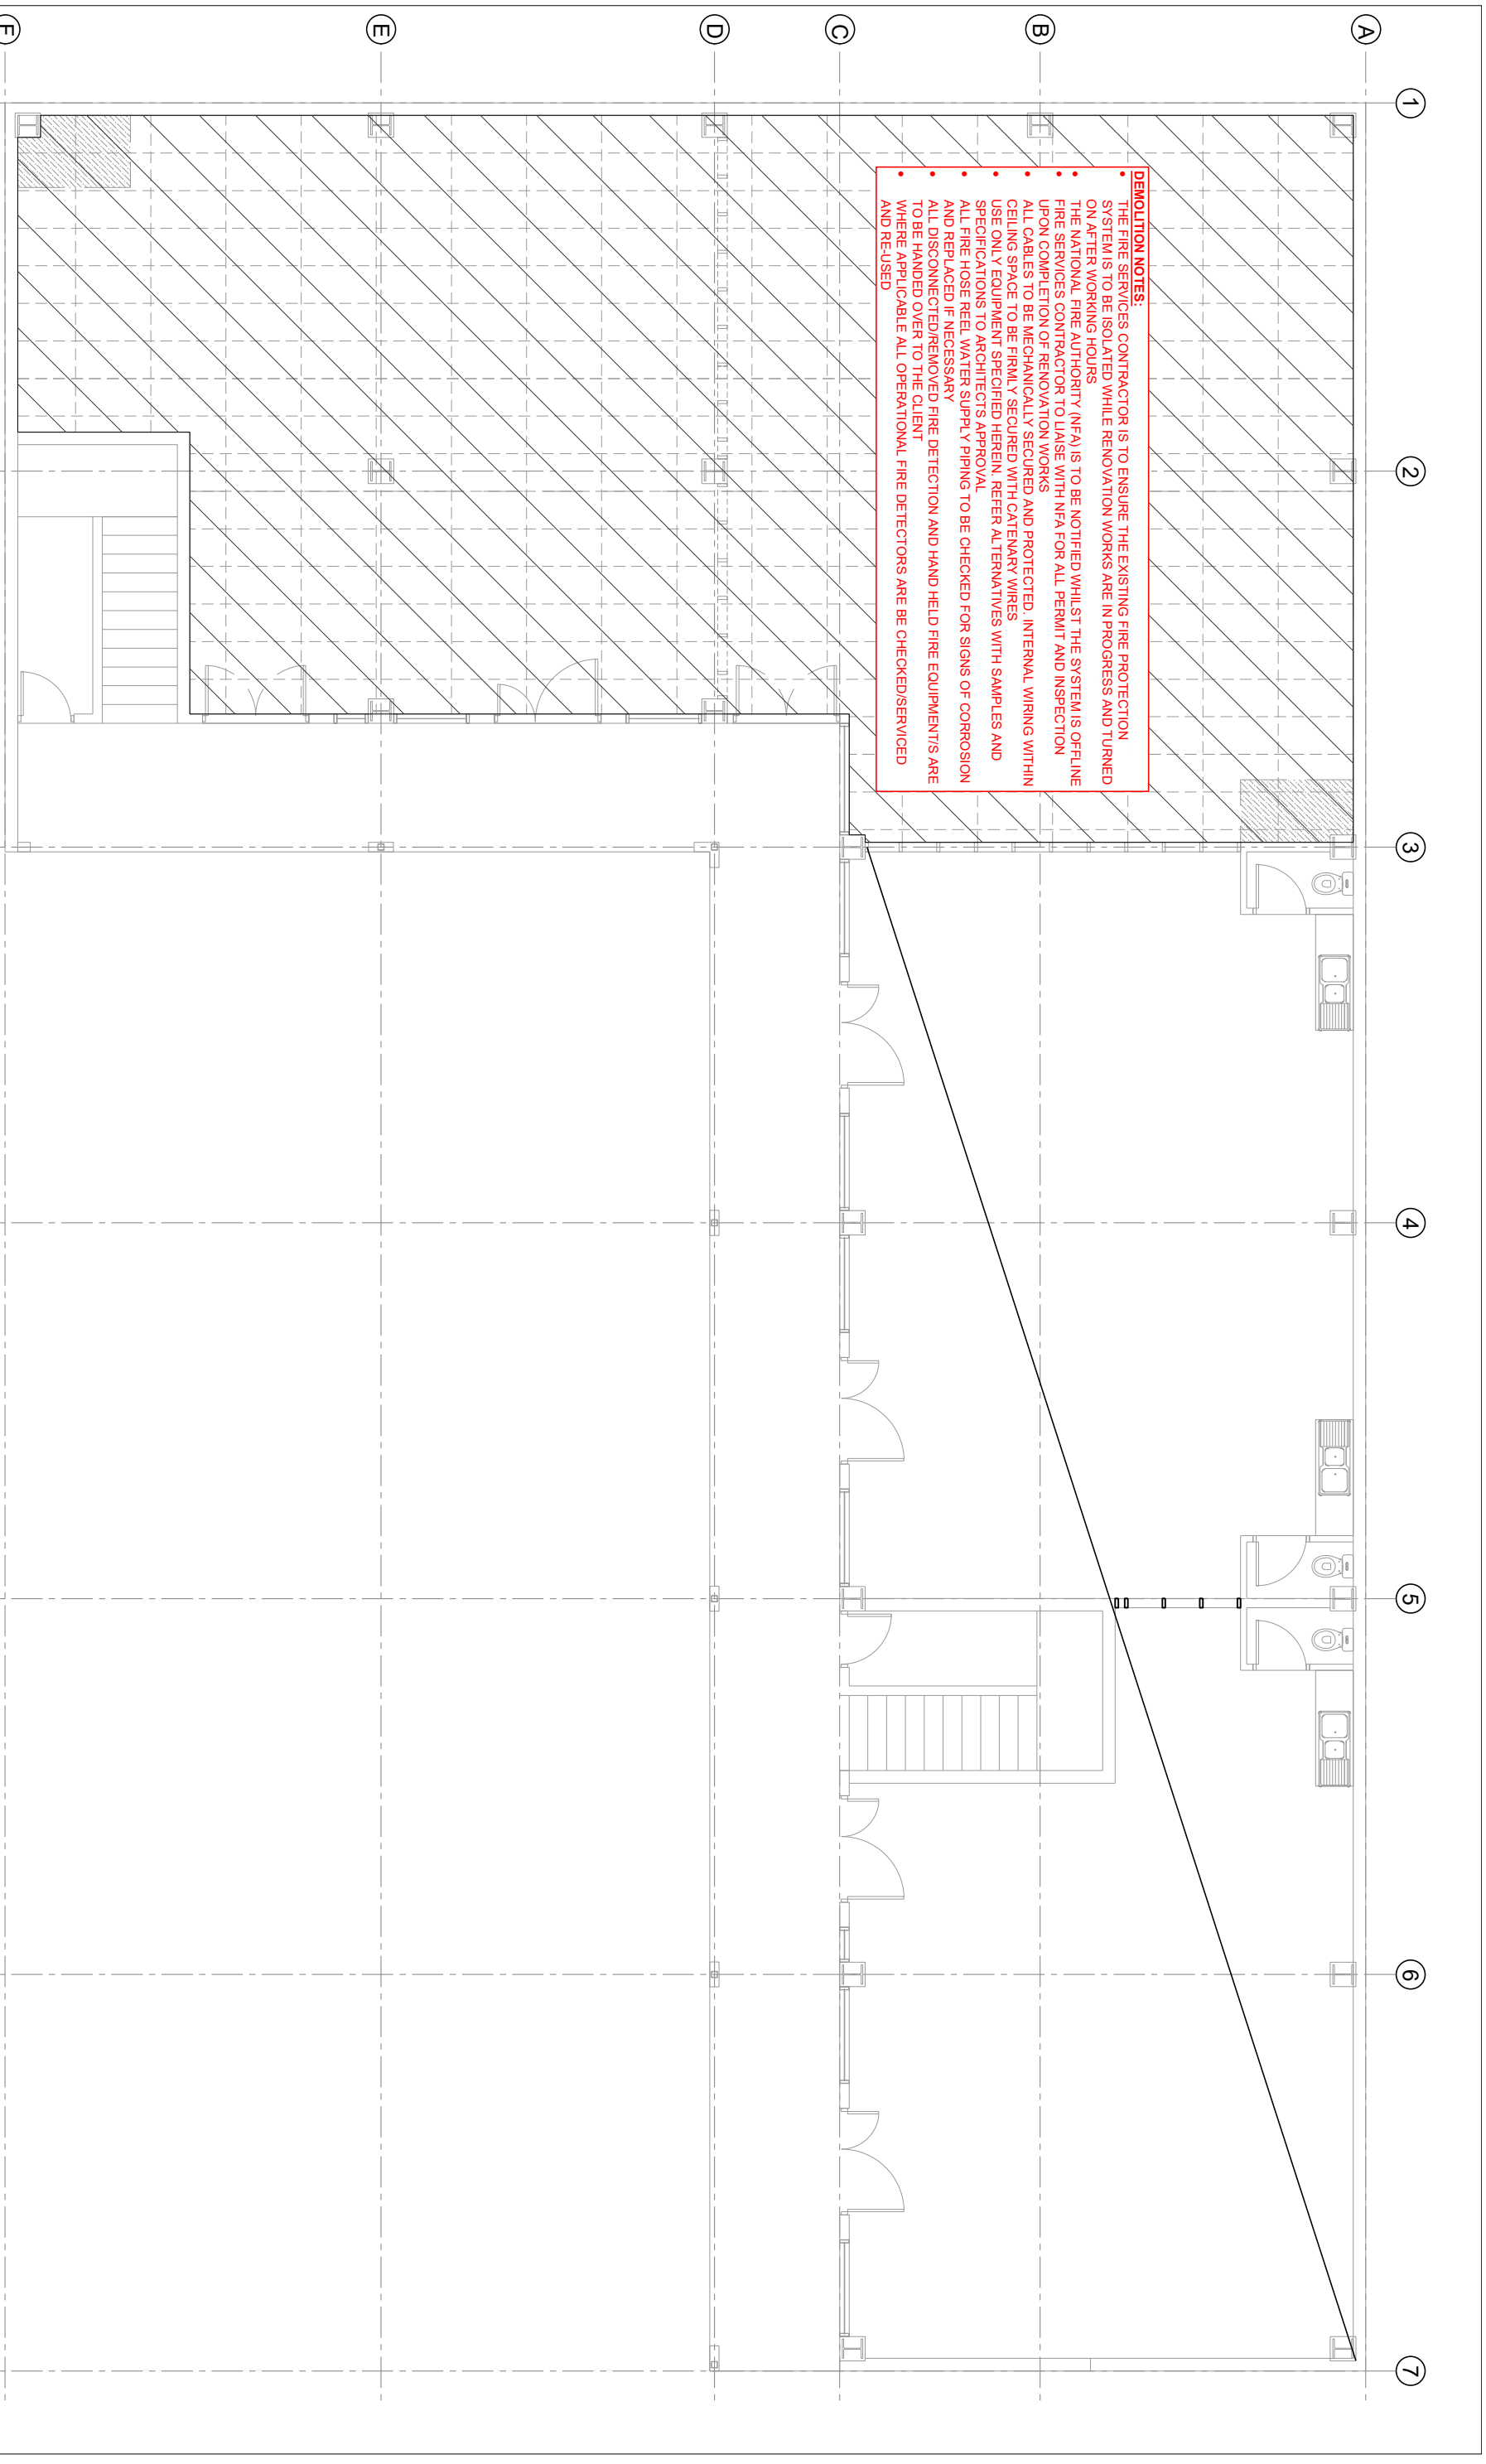 1
2
3
4
5
6
7
A
B
C
D
E
F
DEMOLITION NOTES:
• THE FIRE SERVICES CONTRACTOR IS TO ENSURE THE EXISTING FIRE PROTECTION
SYSTEM IS TO BE ISOLATED WHILE RENOVATION WORKS ARE IN PROGRESS AND TURNED
ON AFTER WORKING HOURS
• THE NATIONAL FIRE AUTHORITY (NFA) IS TO BE NOTIFIED WHILST THE SYSTEM IS OFFLINE
• FIRE SERVICES CONTRACTOR TO LIAISE WITH NFA FOR ALL PERMIT AND INSPECTION
UPON COMPLETION OF RENOVATION WORKS
• ALL CABLES TO BE MECHANICALLY SECURED AND PROTECTED. INTERNAL WIRING WITHIN
CEILING SPACE TO BE FIRMLY SECURED WITH CATENARY WIRES
• USE ONLY EQUIPMENT SPECIFIED HEREIN. REFER ALTERNATIVES WITH SAMPLES AND
SPECIFICATIONS TO ARCHITECTS APPROVAL
• ALL FIRE HOSE REEL WATER SUPPLY PIPING TO BE CHECKED FOR SIGNS OF CORROSION
AND REPLACED IF NECESSARY
• ALL DISCONNECTED/REMOVED FIRE DETECTION AND HAND HELD FIRE EQUIPMENT/S ARE
TO BE HANDED OVER TO THE CLIENT
• WHERE APPLICABLE ALL OPERATIONAL FIRE DETECTORS ARE BE CHECKED/SERVICED
AND RE-USED